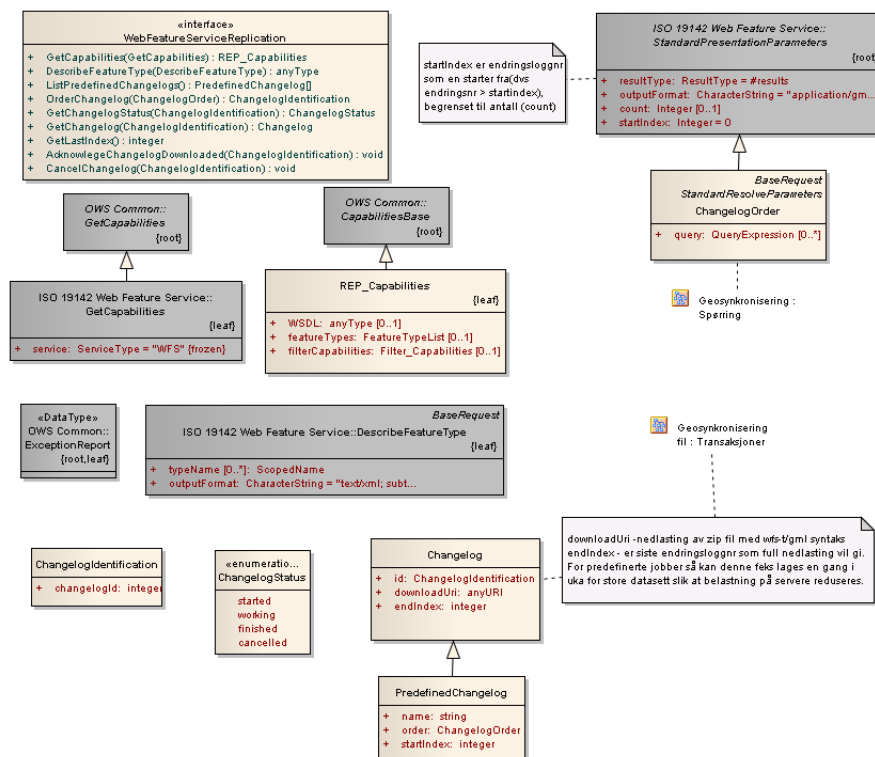 «interface»
WebFeatureServiceReplication
+ GetCapabilities(GetCapabilities) : REP_Capabilities
+ DescribeFeatureType(DescribeFeatureType) : anyType
+ ListPredefinedChangelogs() : PredefinedChangelog[]
+ OrderChangelog(ChangelogOrder) : ChangelogIdentification
+ GetChangelogStatus(ChangelogIdentification) : ChangelogStatus
+ GetChangelog(ChangelogIdentification) : Changelog
+ GetLastIndex() : integer
+ AcknowlegeChangelogDownloaded(ChangelogIdentification) : void
+ CancelChangelog(ChangelogIdentification) : void
startIndex er endringsloggnr
som en starter fra(dvs
endringsnr > startindex),
begrenset til antall (count)
ISO 19142 Web Feature Service::
StandardPresentationParameters
{root}
+ resultType: ResultType = #results
+ outputFormat: CharacterString = "application/gm...
+ count: Integer [0..1]
+ startIndex: Integer = 0
BaseRequest
StandardResolveParameters
ChangelogOrder
+ query: QueryExpression [0..*]
Geosynkronisering :
Spørring
OWS Common::
GetCapabilities
{root}
OWS Common::
CapabilitiesBase
{root}
ISO 19142 Web Feature Service::
GetCapabilities
{leaf}
+ service: ServiceType = "WFS" {frozen}
REP_Capabilities
{leaf}
+ WSDL: anyType [0..1]
+ featureTypes: FeatureTypeList [0..1]
+ filterCapabilities: Filter_Capabilities [0..1]
«DataType»
OWS Common::
ExceptionReport
{root,leaf}
BaseRequest
ISO 19142 Web Feature Service::DescribeFeatureType
{leaf}
+ typeName [0..*]: ScopedName
+ outputFormat: CharacterString = "text/xml; subt...
Geosynkronisering
fil : Transaksjoner
downloadUri -nedlasting av zip fil med wfs-t/gml syntaks
endIndex - er siste endringsloggnr som full nedlasting vil gi.
For predefinerte jobber så kan denne feks lages en gang i
uka for store datasett slik at belastning på servere reduseres.
ChangelogIdentification
+ changelogId: integer
«enumeratio...
ChangelogStatus
started
working
finished
cancelled
Changelog
+ id: ChangelogIdentification
+ downloadUri: anyURI
+ endIndex: integer
PredefinedChangelog
+ name: string
+ order: ChangelogOrder
+ startIndex: integer